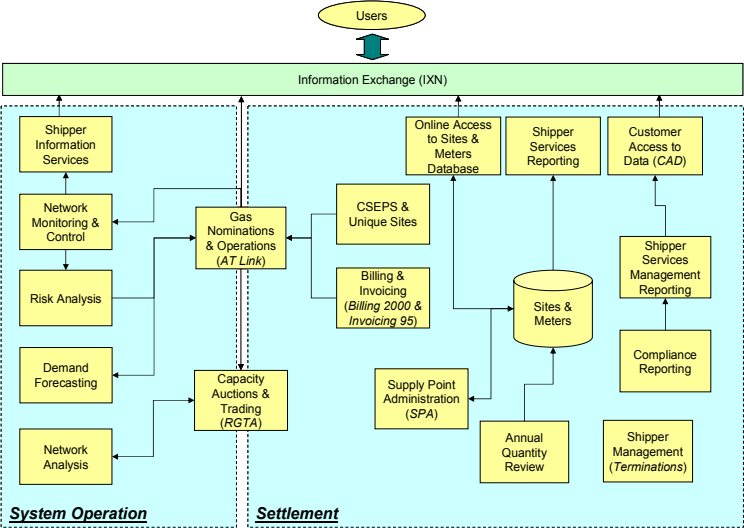 Users
Information Exchange (IXN)
Shipper
Information
Services
Online Access
to Sites &
Meters
Database
Shipper
Services
Reporting
Customer
Access to
Data (CAD)
Network
Monitoring &
Control
Gas
Nominations
& Operations
(AT Link)
CSEPS &
Unique Sites
Shipper
Services
Management
Reporting
Risk Analysis
Billing &
Invoicing
(Billing 2000 &
Invoicing 95)
Sites &
Meters
Demand
Forecasting
Capacity
Auctions &
Trading
(RGTA)
Supply Point
Administration
(SPA)
Compliance
Reporting
Network
Analysis
Annual
Quantity
Review
Shipper
Management
(Terminations)
System Operation
Settlement